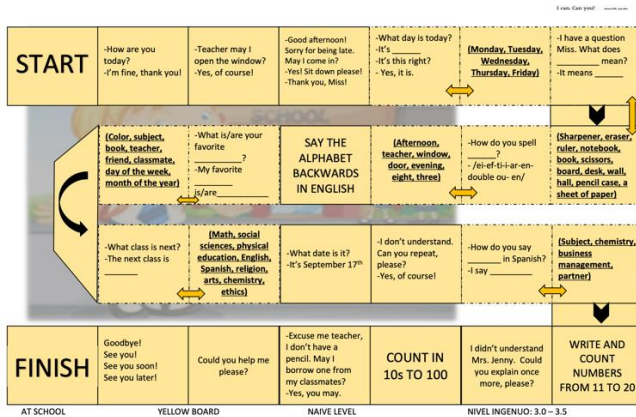 I can. Can you?
START
-How are you
today?
-I'm fine, thank you!
-Teacher may I
open the window?
-Yes, of course!
-Good afternoon!
Sorry for being late.
May I come in?
-Yes! Sit down please!
-Thank you, Miss!
-What day is today?
-It's ______
-It's this right?
- Yes, it is.
(Monday, Tuesday,
Wednesday,
Thursday, Friday)
-I have a question
Miss. What does
________ mean?
-It means ______
(Color, subject,
book, teacher,
friend, classmate,
day of the week,
month of the year)
-What is/are your
favorite
_________?
-My favorite
______
is/are_________
SAY THE
ALPHABET
BACKWARDS
IN ENGLISH
(Afternoon,
teacher, window,
door, evening,
eight, three)
-How do you spell
_____?
- /ei-ef-ti-i-ar-en-
double ou- en/
(Sharpener, eraser,
ruler, notebook,
book, scissors,
board, desk, wall,
hall, pencil case, a
sheet of paper)
-What class is next?
-The next class is
______
(Math, social
sciences, physical
education, English,
Spanish, religion,
arts, chemistry,
ethics)
-What date is it?
-It's September 17th
-I don't understand.
Can you repeat,
please?
-Yes, of course!
-How do you say
______ in Spanish?
-I say ________
(Subject, chemistry,
business
management,
partner)
FINISH
Goodbye!
See you!
See you soon!
See you later!
Could you help me
please?
-Excuse me teacher,
I don't have a
pencil. May I
borrow one from
my classmates?
-Yes, you may.
COUNT IN
10s TO 100
I didn't understand
Mrs. Jenny. Could
you explain once
more, please?
WRITE AND
COUNT
NUMBERS
FROM 11 TO 20
AT SCHOOL
YELLOW BOARD
NAIVE LEVEL
NIVEL INGENUO: 3.0 – 3.5